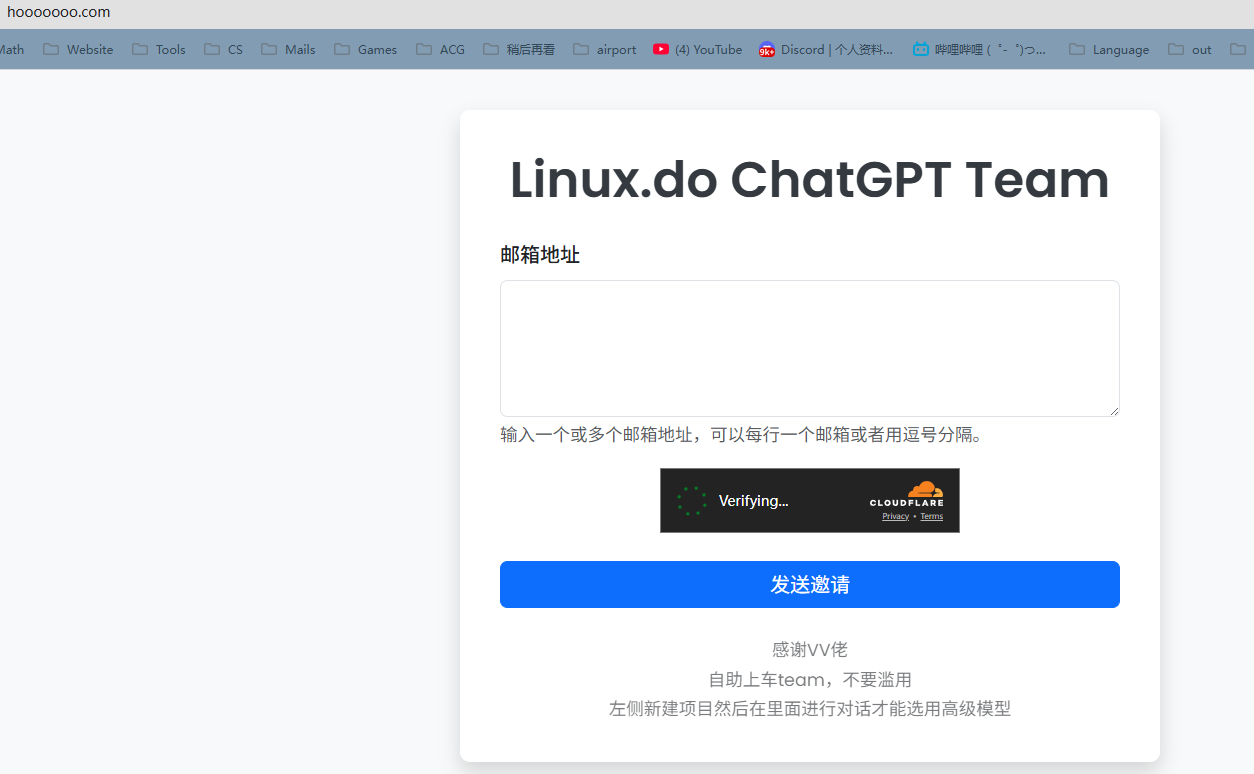 hooooooo.com
Math Website Tools CS Mails Games ACG 稍后再看 airport (4) YouTube 9k+ Discord | 个人资料... 哔哩哔哩 (゜-゜)つ... Language out
Linux.do ChatGPT Team
邮箱地址
输入一个或多个邮箱地址，可以每行一个邮箱或者用逗号分隔。
Verifying...
CLOUDFLARE
Privacy • Terms
发送邀请
感谢VV佬
自助上车team，不要滥用
左侧新建项目然后在里面进行对话才能选用高级模型